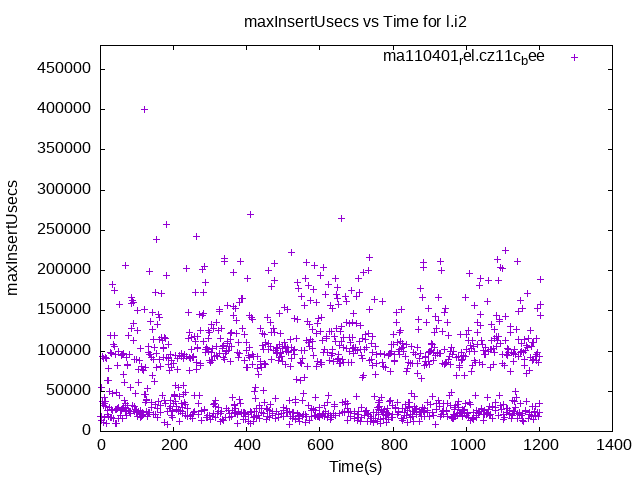 maxInsertUsecs vs Time for l.i2
ma110401rel.cz11cbee
450000
400000
350000
300000
250000
200000
150000
100000
50000
0
maxInsertUsecs
0 200 400 600 800 1000 1200 1400
Time(s)